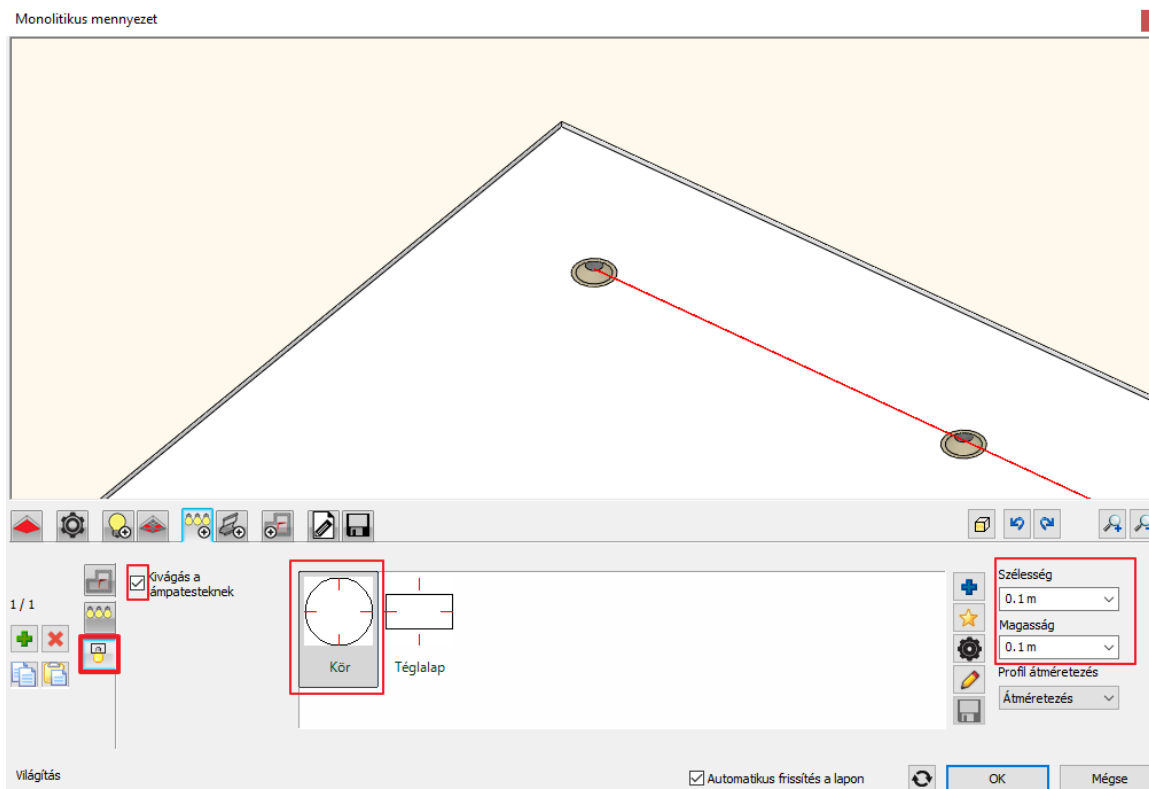 Monolitikus mennyezet
Kivágás a
lámpatesteknek
1 / 1
Kör
Téglalap
Szélesség
0.1 m
Magasság
0.1 m
Profil átméretezés
Átméretezés
Világítás
Automatikus frissítés a lapon
OK
Mégse